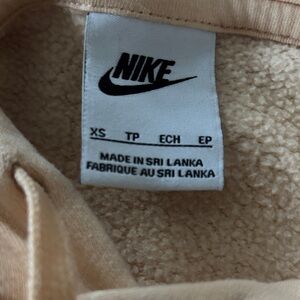 NIKE
XS TP ECH EP
MADE IN SRI LANKA
FABRIQUE AU SRI LANKA